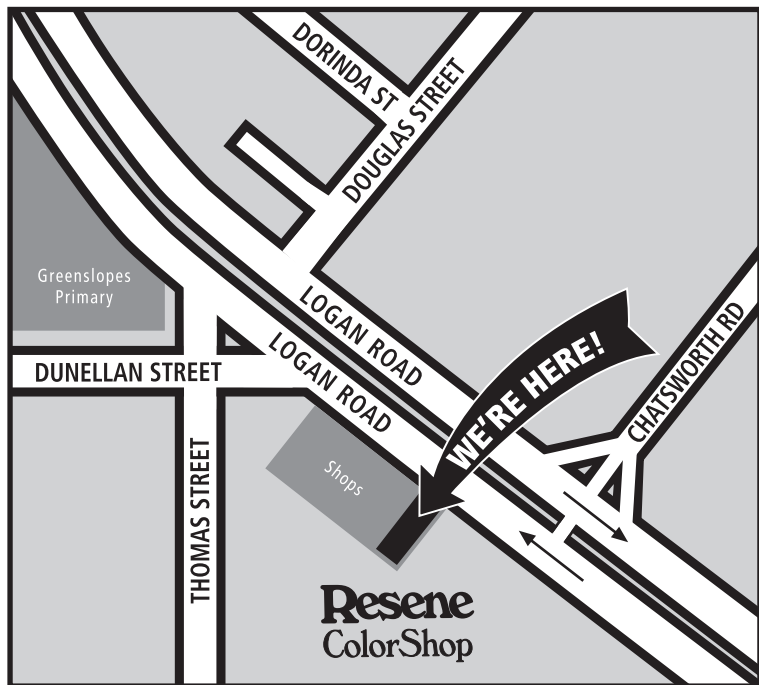 DORINDA ST
DOUGLAS STREET
Greenslopes
Primary
LOGAN ROAD
LOGAN ROAD
WE'RE HERE!
CHATSWORTH RD
DUNELLAN STREET
Shops
THOMAS STREET
Resene
ColorShop